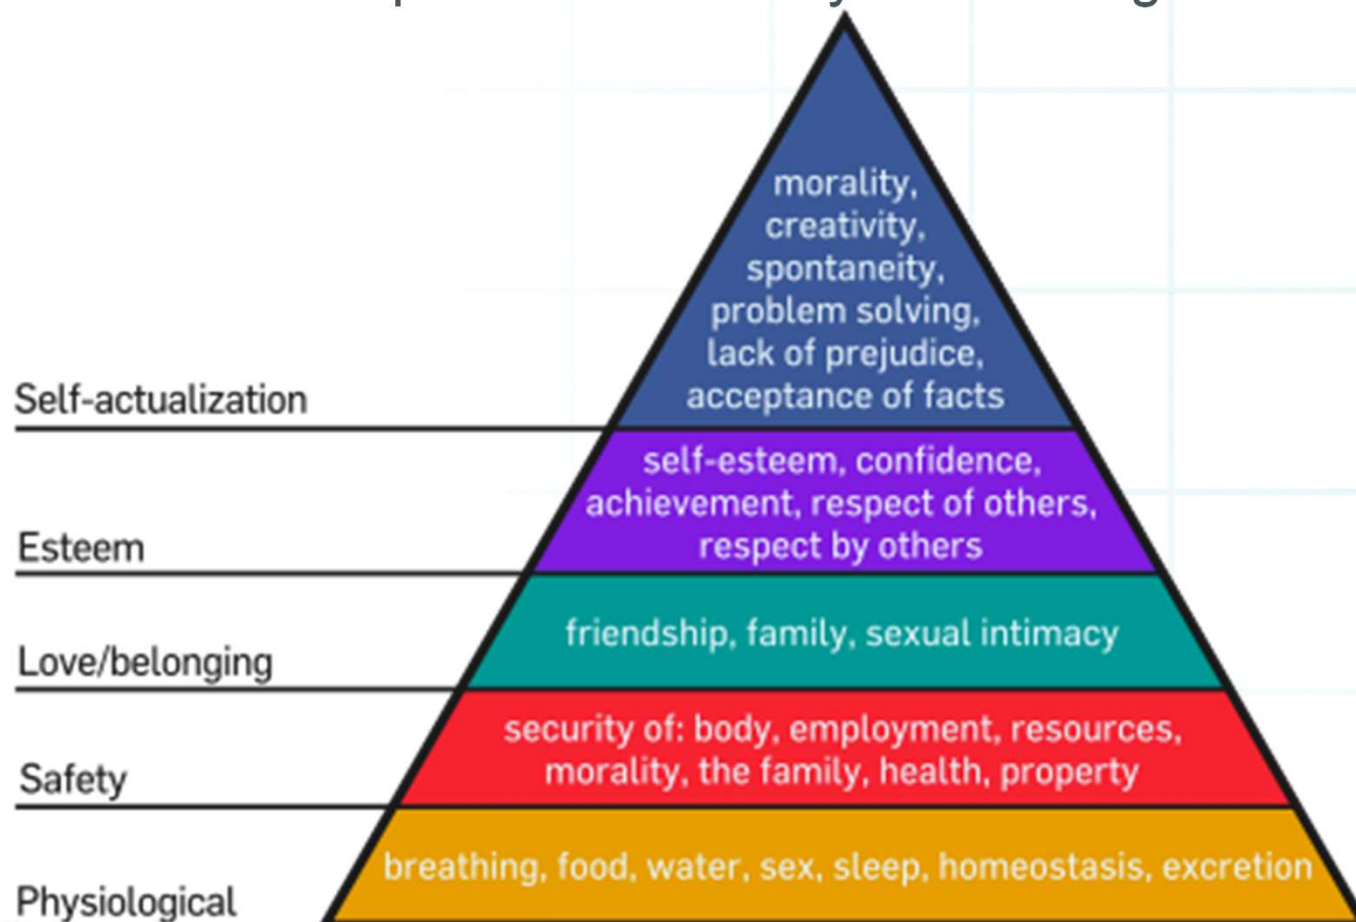 morality,
creativity,
spontaneity,
problem solving,
lack of prejudice,
acceptance of facts
Self-actualization
self-esteem, confidence,
achievement, respect of others,
respect by others
Esteem
friendship, family, sexual intimacy
Love/belonging
security of: body, employment, resources,
morality, the family, health, property
Safety
breathing, food, water, sex, sleep, homeostasis, excretion
Physiological